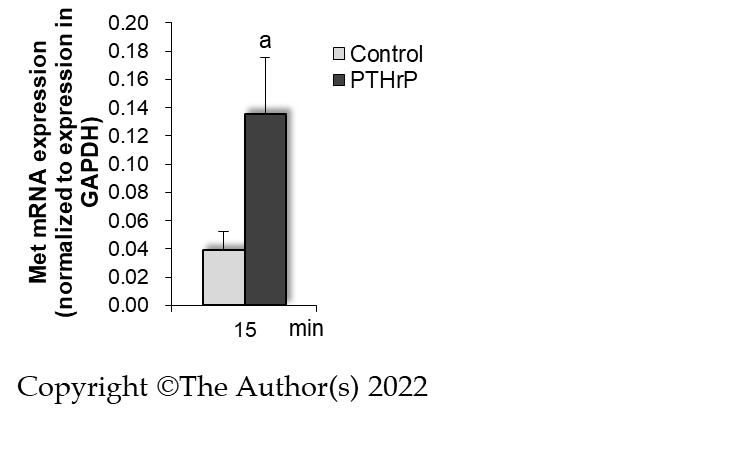 Met mRNA expression
(normalized to expression in
GAPDH)
0.20
0.18
0.16
0.14
0.12
0.10
0.08
0.06
0.04
0.02
0.00
a
Control
PTHrP
15 min
Copyright ©The Author(s) 2022